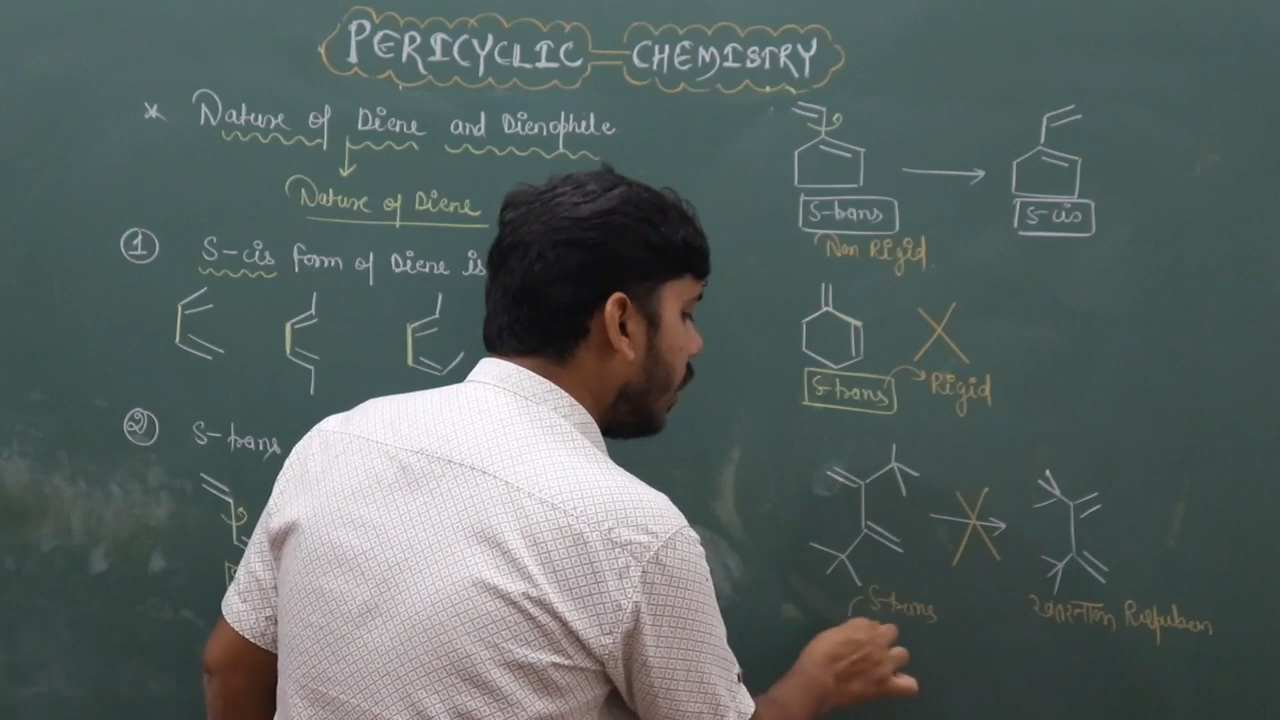 PERICYCLIC CHEMISTRY
* Nature of Diene and Dienophile
Nature of Diene
① S-cis form of Diene is
② S-trans
S-trans
S-cis
Non Rigid
S-trans
Rigid
S-trans